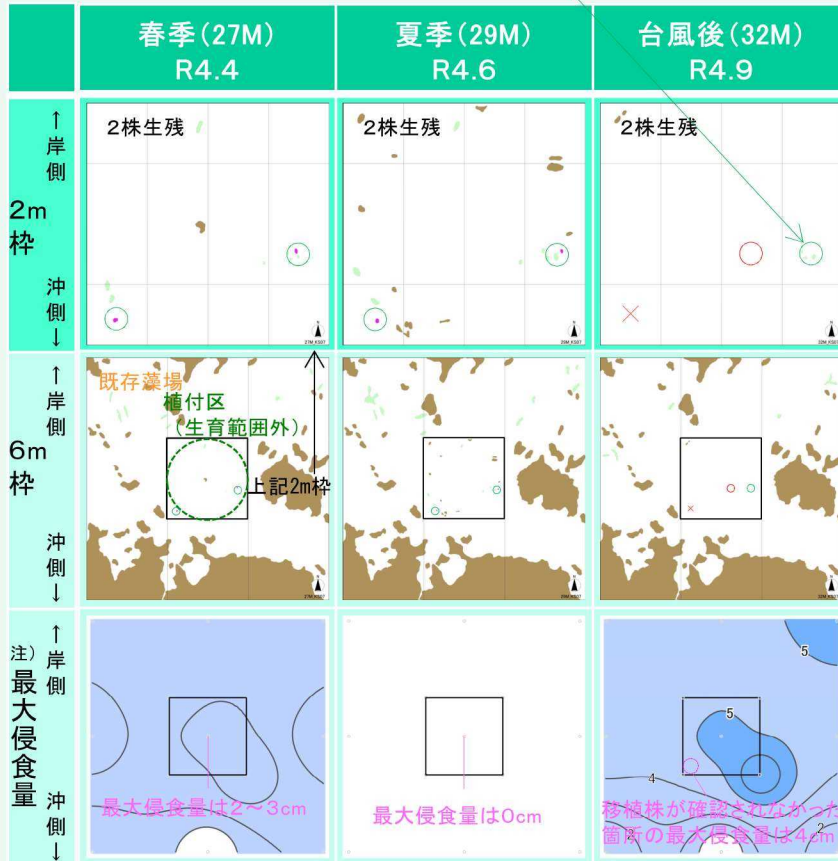 春季(27M)
R4.4
夏季(29M)
R4.6
台風後(32M)
R4.9
↑岸側
2m枠
沖側↓
2株生残
2株生残
2株生残
↑岸側
6m枠
沖側↓
既存藻場
植付区
(生育範囲外)
上記2m枠
注)
↑岸側
最大侵食量
沖側↓
最大侵食量は2～3cm
最大侵食量は0cm
5
5
4
移植株が確認されなかった
箇所の最大侵食量は4cm
2